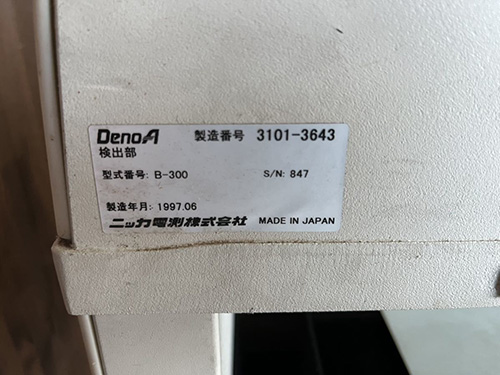 DenoA 製造番号 3101-3643
検出部
型式番号: B-300 S/N: 847
製造年月: 1997.06
ニッカ電測株式会社 MADE IN JAPAN